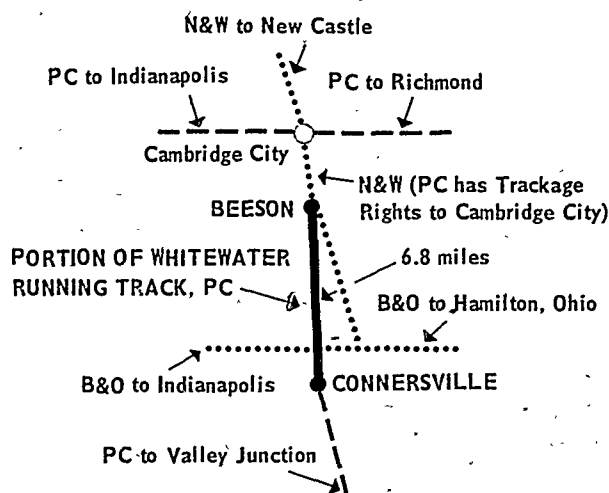 N&W to New Castle
PC to Indianapolis
PC to Richmond
Cambridge City
N&W (PC has Trackage
Rights to Cambridge City)
BEESON
PORTION OF WHITEWATER
RUNNING TRACK, PC
6.8 miles
B&O to Hamilton, Ohio
B&O to Indianapolis
CONNERSVILLE
PC to Valley Junction